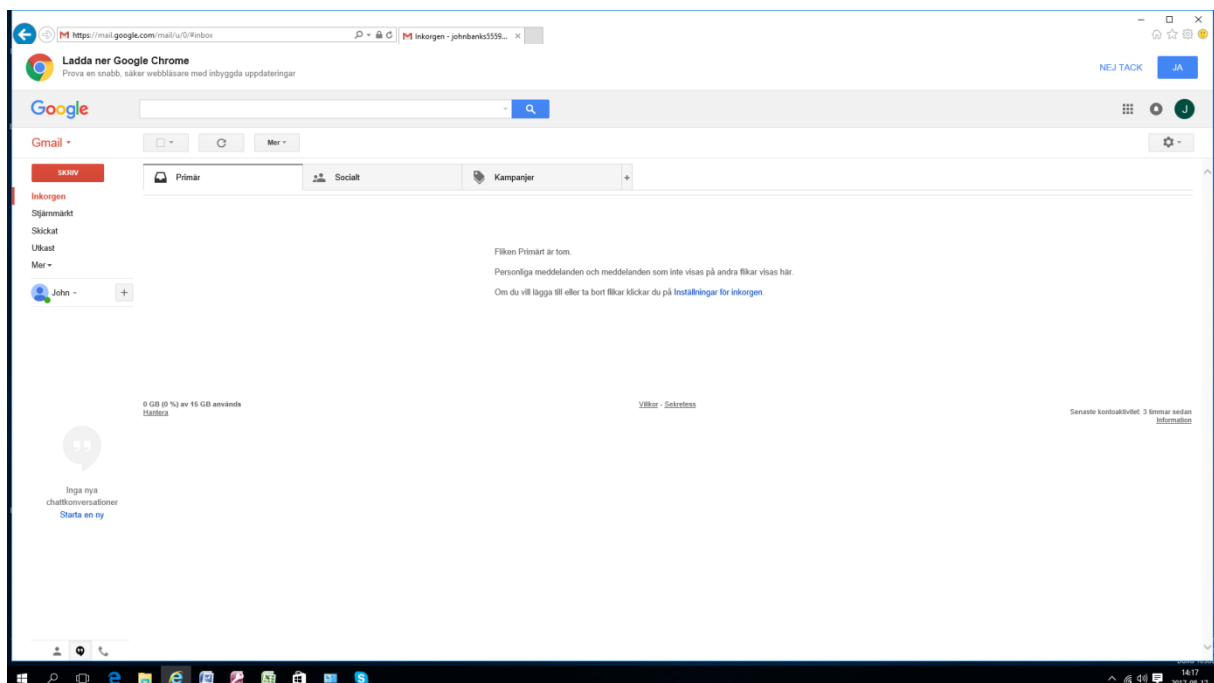 https://mail.google.com/mail/u/0/#inbox
Inkorgen - johnbanks5559...
Ladda ner Google Chrome
Prova en snabb, säker webbläsare med inbyggda uppdateringar
NEJ TACK
JA
Google
J
Gmail
Mer
SKRIV
Primär
Socialt
Kampanjer
+
Inkorgen
Stjärnmärkt
Skickat
Utkast
Mer
John
+
Fliken Primärt är tom.
Personliga meddelanden och meddelanden som inte visas på andra flikar visas här.
Om du vill lägga till eller ta bort flikar klickar du på Inställningar för inkorgen.
0 GB (0 %) av 15 GB används
Hantera
Villkor - Sekretess
Senaste kontoaktivitet: 3 timmar sedan
Information
Inga nya
chattkonversationer
Starta en ny
14:17
2017-08-17